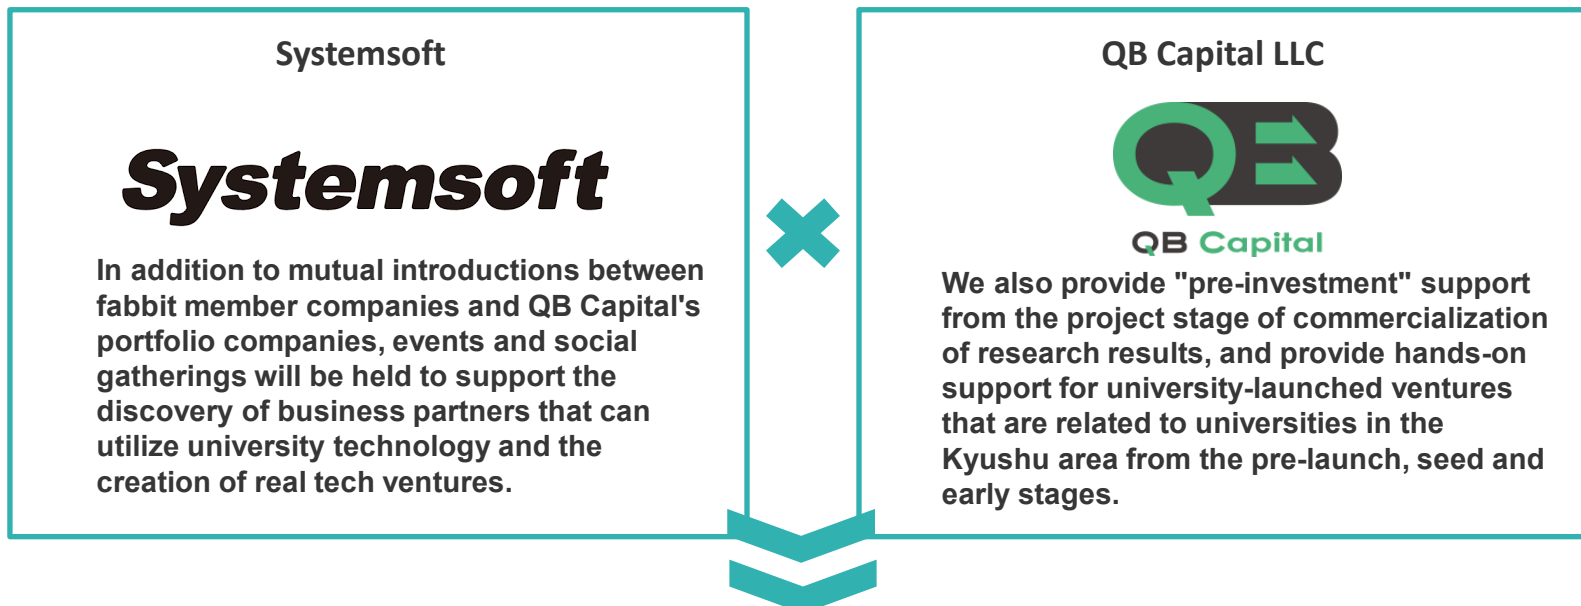 Systemsoft
Systemsoft
In addition to mutual introductions between
fabbit member companies and QB Capital's
portfolio companies, events and social
gatherings will be held to support the
discovery of business partners that can
utilize university technology and the
creation of real tech ventures.
QB Capital LLC
QB
QB Capital
We also provide "pre-investment" support
from the project stage of commercialization
of research results, and provide hands-on
support for university-launched ventures
that are related to universities in the
Kyushu area from the pre-launch, seed and
early stages.